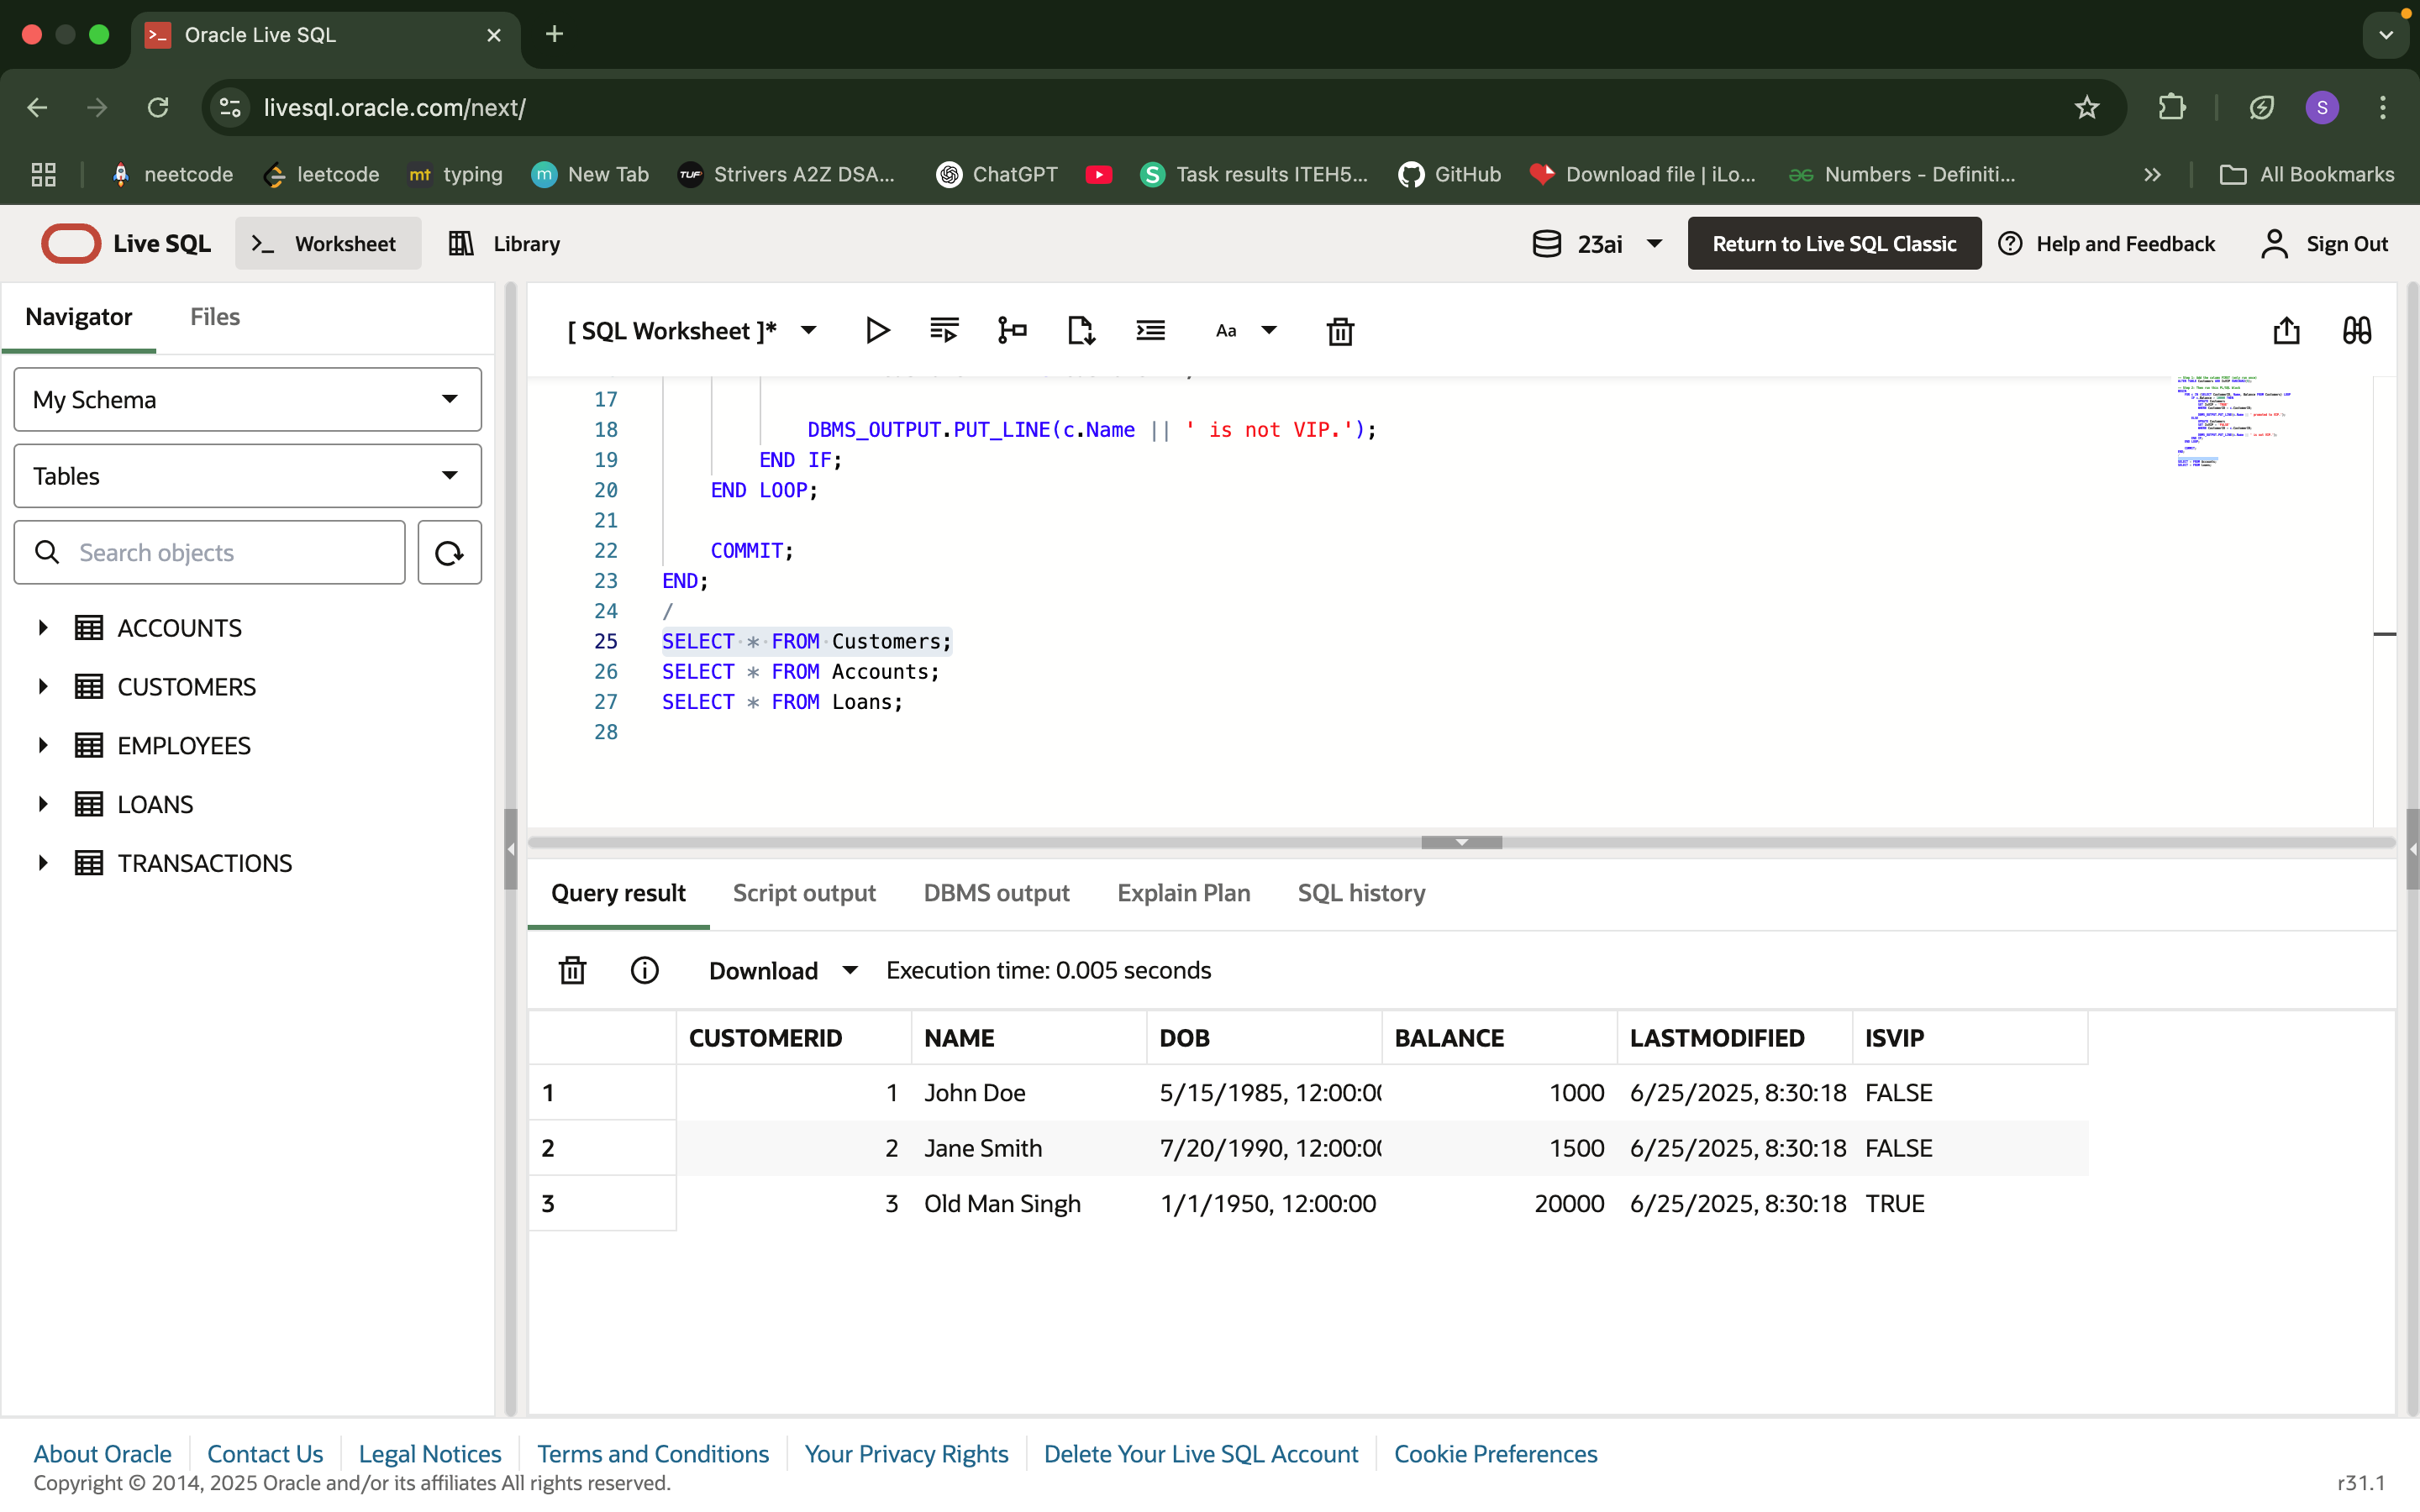 Oracle Live SQL
livesql.oracle.com/next/
S
neetcode
leetcode
mt typing
m New Tab
TUF Strivers A2Z DSA...
ChatGPT
S Task results ITEH5...
GitHub
Download file | iLo...
Numbers - Definiti...
All Bookmarks
Live SQL
Worksheet
Library
23ai
Return to Live SQL Classic
Help and Feedback
Sign Out
Navigator
Files
My Schema
Tables
Search objects
ACCOUNTS
CUSTOMERS
EMPLOYEES
LOANS
TRANSACTIONS
[ SQL Worksheet ]*
Aa
17
18 DBMS_OUTPUT.PUT_LINE(c.Name || ' is not VIP.');
19 END IF;
20 END LOOP;
21
22 COMMIT;
23 END;
24 /
25 SELECT * FROM Customers;
26 SELECT * FROM Accounts;
27 SELECT * FROM Loans;
28
Query result
Script output
DBMS output
Explain Plan
SQL history
Download
Execution time: 0.005 seconds
CUSTOMERID NAME DOB BALANCE LASTMODIFIED ISVIP
1 1 John Doe 5/15/1985, 12:00:00 1000 6/25/2025, 8:30:18 FALSE
2 2 Jane Smith 7/20/1990, 12:00:00 1500 6/25/2025, 8:30:18 FALSE
3 3 Old Man Singh 1/1/1950, 12:00:00 20000 6/25/2025, 8:30:18 TRUE
About Oracle
Contact Us
Legal Notices
Terms and Conditions
Your Privacy Rights
Delete Your Live SQL Account
Cookie Preferences
Copyright © 2014, 2025 Oracle and/or its affiliates All rights reserved.
r31.1